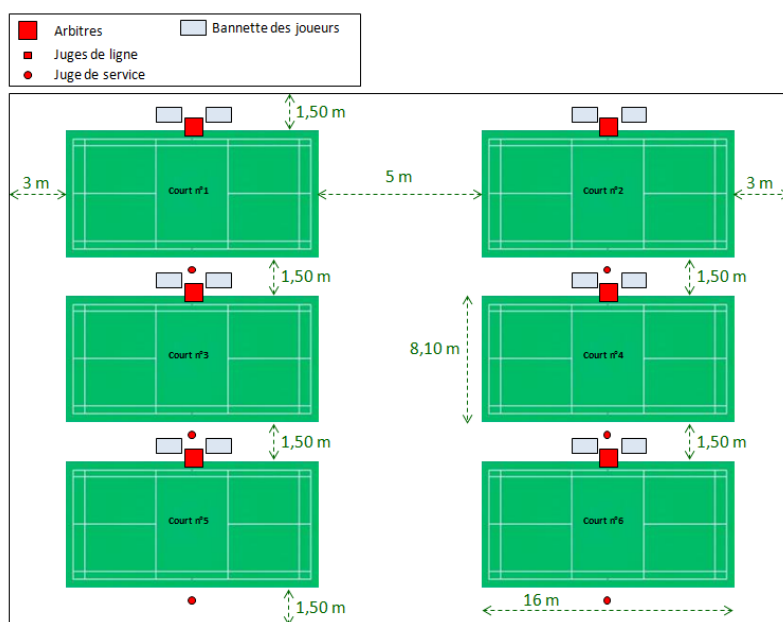 Arbitres
Bannette des joueurs
Juges de ligne
Juge de service
1,50 m
3 m
Court n°1
5 m
Court n°2
3 m
1,50 m
1,50 m
Court n°3
8,10 m
Court n°4
1,50 m
1,50 m
Court n°5
Court n°6
1,50 m
16 m